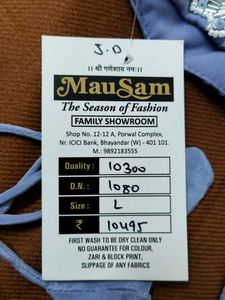 J.D
|| श्री गणेशाय नमः ||
MauSam
The Season of Fashion
FAMILY SHOWROOM
Shop No. 12-12 A, Porwal Complex,
Nr. ICICI Bank, Bhayandar (W) - 401 101.
M.: 9892183555
Quality : 10300
D.N. : 1080
Size : L
₹ 10495
FIRST WASH TO BE DRY CLEAN ONLY
NO GUARANTEE FOR COLOUR,
ZARI & BLOCK PRINT,
SLIPPAGE OF ANY FABRICS